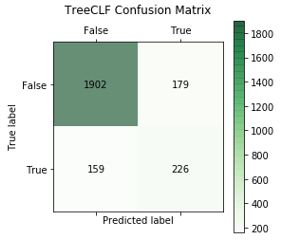 TreeCLF Confusion Matrix
False True
False 1902 179
True 159 226
True label
Predicted label
1800
1600
1400
1200
1000
800
600
400
200